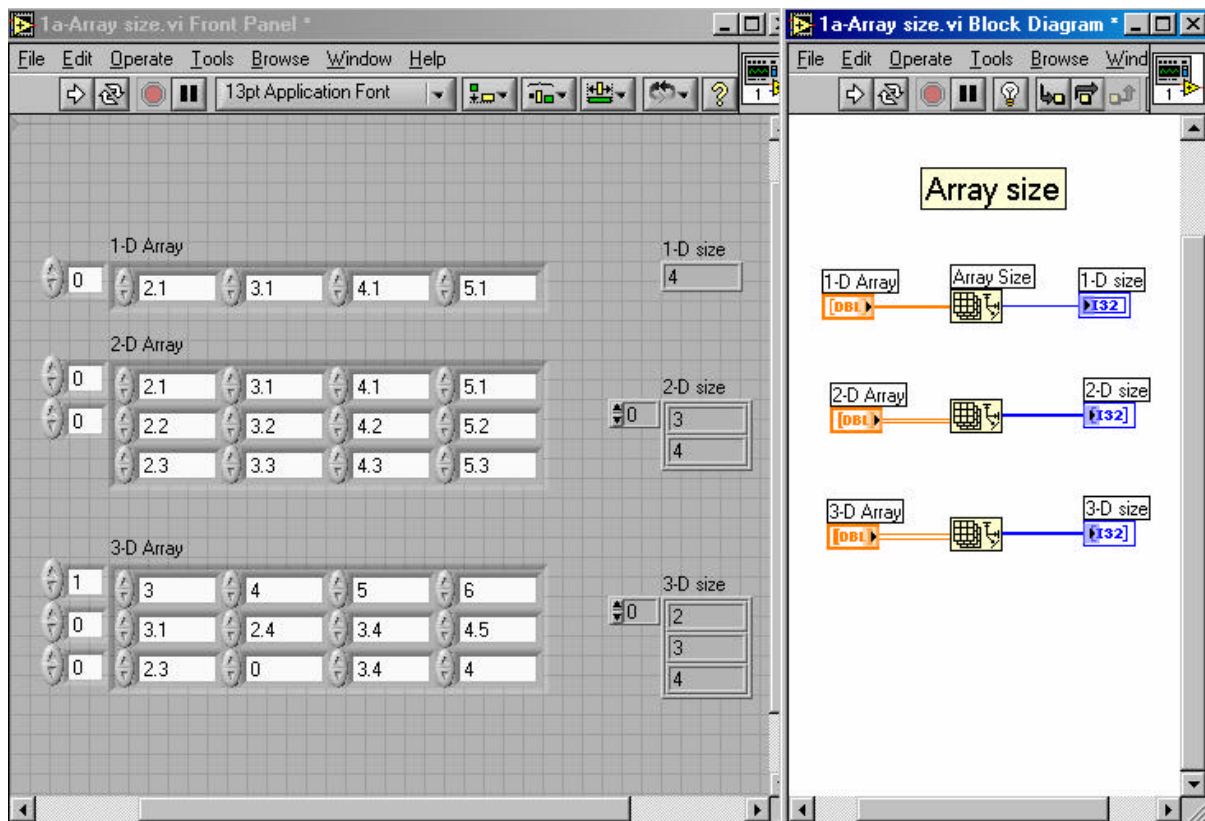 1a-Array size.vi Front Panel *
File Edit Operate Tools Browse Window Help
13pt Application Font
?
1
1-D Array
0 2.1 3.1 4.1 5.1
1-D size
4
2-D Array
0 2.1 3.1 4.1 5.1
0 2.2 3.2 4.2 5.2
2.3 3.3 4.3 5.3
2-D size
0 3
4
3-D Array
1 3 4 5 6
0 3.1 2.4 3.4 4.5
0 2.3 0 3.4 4
3-D size
0 2
3
4
1a-Array size.vi Block Diagram *
File Edit Operate Tools Browse Wind
1
Array size
1-D Array Array Size 1-D size
[DBL] I32
2-D Array 2-D size
[DBL] [I32]
3-D Array 3-D size
[DBL] [I32]